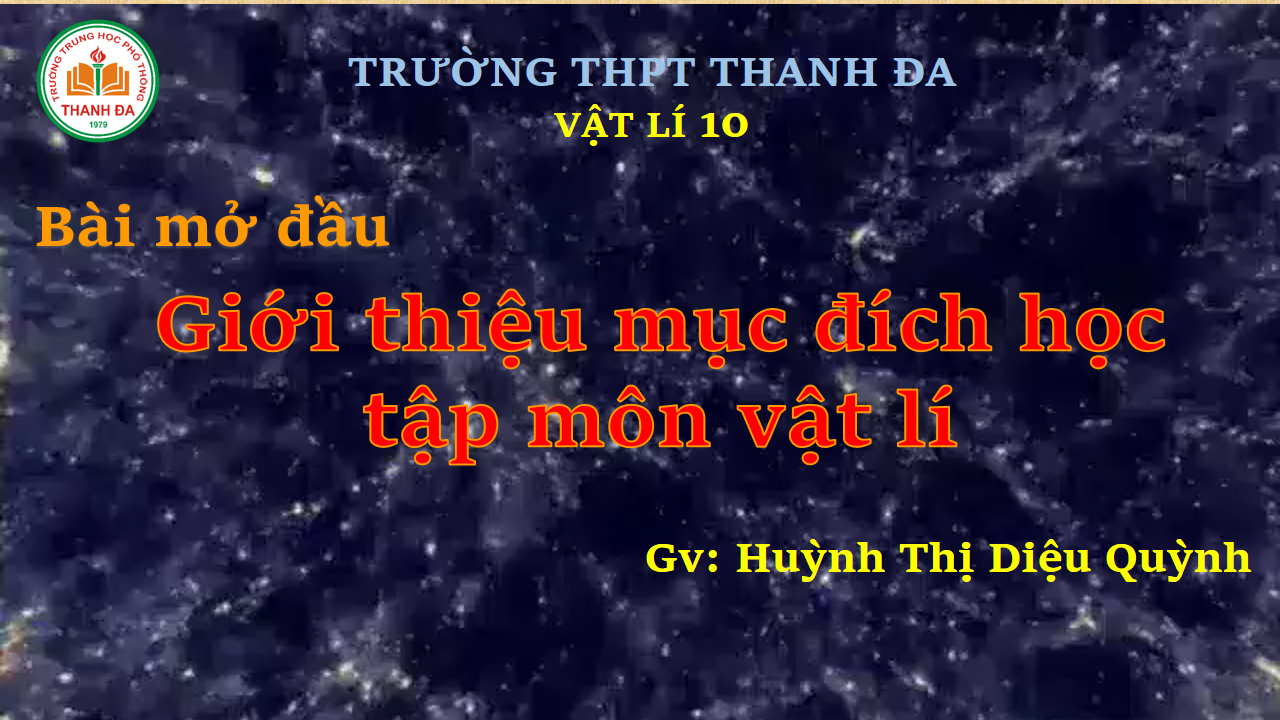 TRƯỜNG TRUNG HỌC PHỔ THÔNG
THANH ĐA
1979
TRƯỜNG THPT THANH ĐA
VẬT LÍ 10
Bài mở đầu
Giới thiệu mục đích học
tập môn vật lí
Gv: Huỳnh Thị Diệu Quỳnh